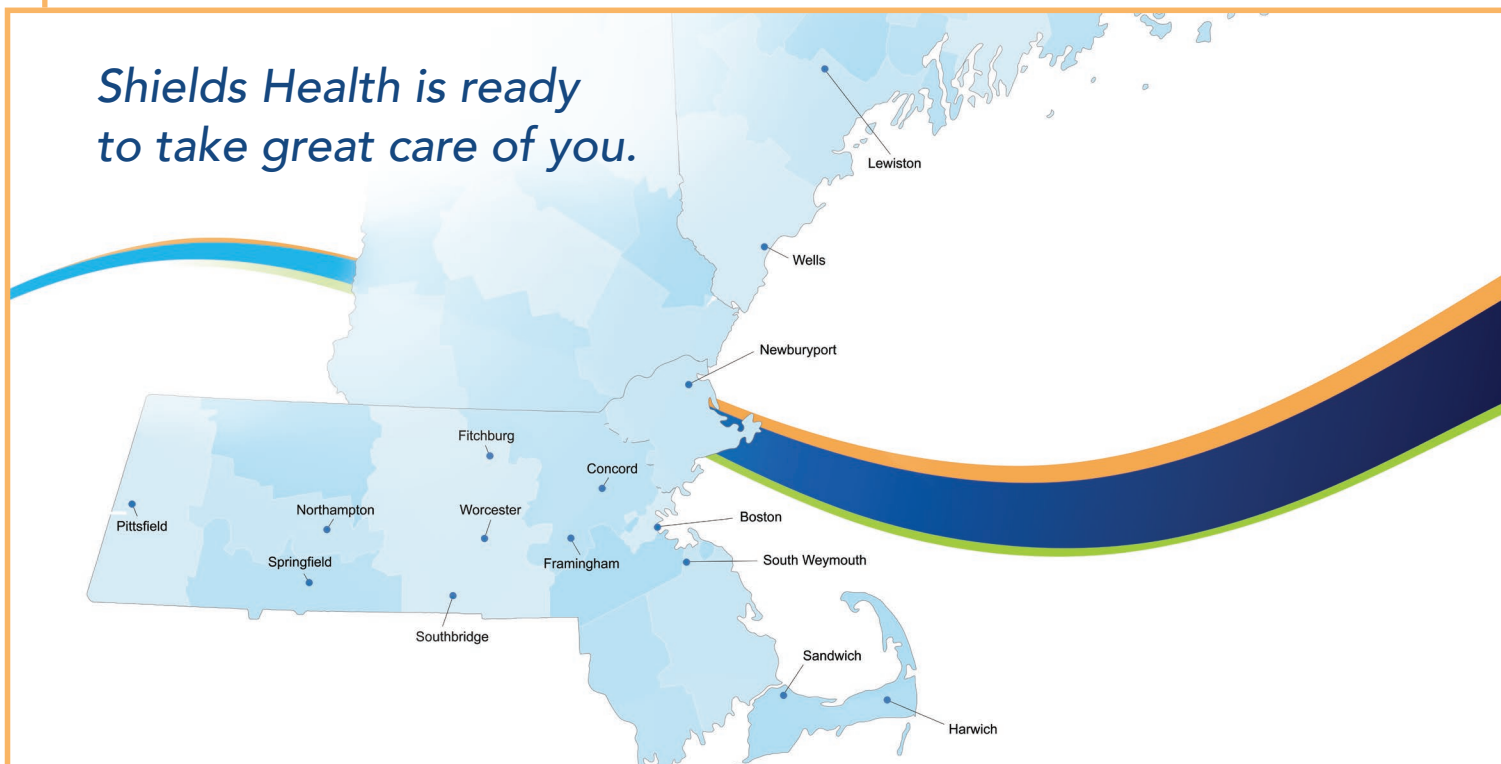 Shields Health is ready
to take great care of you.
Lewiston
Wells
Newburyport
Fitchburg
Concord
Pittsfield
Northampton
Worcester
Boston
Springfield
Framingham
South Weymouth
Southbridge
Sandwich
Harwich